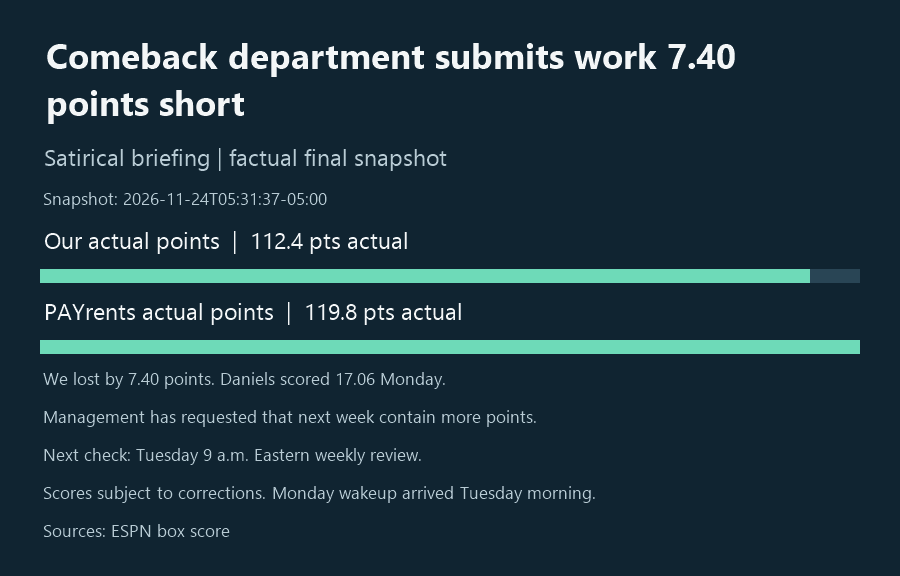 Comeback department submits work 7.40
points short
Satirical briefing | factual final snapshot
Snapshot: 2026-11-24T05:31:37-05:00
Our actual points | 112.4 pts actual
PAYrents actual points | 119.8 pts actual
We lost by 7.40 points. Daniels scored 17.06 Monday.
Management has requested that next week contain more points.
Next check: Tuesday 9 a.m. Eastern weekly review.
Scores subject to corrections. Monday wakeup arrived Tuesday morning.
Sources: ESPN box score